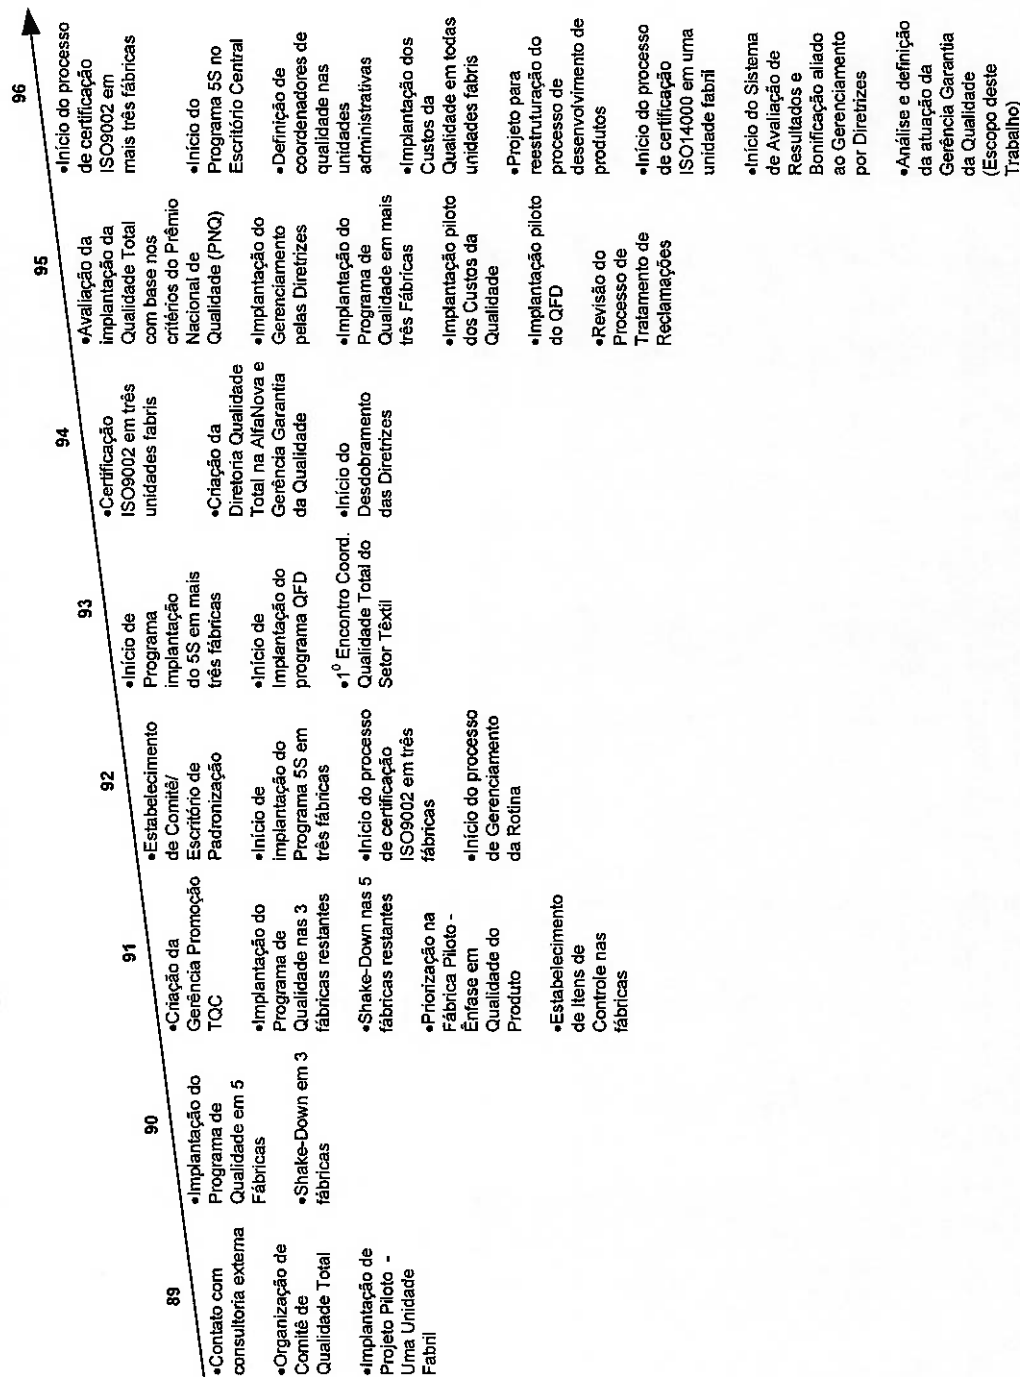 89
•Contato com
consultoria externa
•Organização de
Comitê de
Qualidade Total
•Implantação de
Projeto Piloto -
Uma Unidade
Fabril
90
•Implantação do
Programa de
Qualidade em 5
Fábricas
•Shake-Down em 3
fábricas
91
•Criação da
Gerência Promoção
TQC
•Implantação do
Programa de
Qualidade nas 3
fábricas restantes
•Shake-Down nas 5
fábricas restantes
•Priorização na
Fábrica Piloto -
Ênfase em
Qualidade do
Produto
•Estabelecimento
de Itens de
Controle nas
fábricas
92
•Estabelecimento
de Comitê/
Escritório de
Padronização
•Início de
implantação do
Programa 5S em
três fábricas
•Início do processo
de certificação
ISO9002 em três
fábricas
•Início do processo
de Gerenciamento
da Rotina
93
•Início de
Programa
implantação
do 5S em mais
três fábricas
•Início de
Implantação do
programa QFD
•1º Encontro Coord.
Qualidade Total do
Setor Têxtil
94
•Certificação
ISO9002 em três
unidades fabris
•Criação da
Diretoria Qualidade
Total na AlfaNova e
Gerência Garantia
da Qualidade
•Início do
Desdobramento
das Diretrizes
95
•Avaliação da
implantação da
Qualidade Total
com base nos
critérios do Prêmio
Nacional de
Qualidade (PNQ)
•Implantação do
Gerenciamento
pelas Diretrizes
•Implantação do
Programa de
Qualidade em mais
três Fábricas
•Implantação piloto
dos Custos da
Qualidade
•Implantação piloto
do QFD
•Revisão do
Processo de
Tratamento de
Reclamações
96
•Início do processo
de certificação
ISO9002 em
mais três fábricas
•Início do
Programa 5S no
Escritório Central
•Definição de
coordenadores de
qualidade nas
unidades
administrativas
•Implantação dos
Custos da
Qualidade em todas
unidades fabris
•Projeto para
reestruturação do
processo de
desenvolvimento de
produtos
•Início do processo
de certificação
ISO14000 em uma
unidade fabril
•Início do Sistema
de Avaliação de
Resultados e
Bonificação aliado
ao Gerenciamento
por Diretrizes
•Análise e definição
da atuação da
Gerência Garantia
da Qualidade
(Escopo deste
Trabalho)